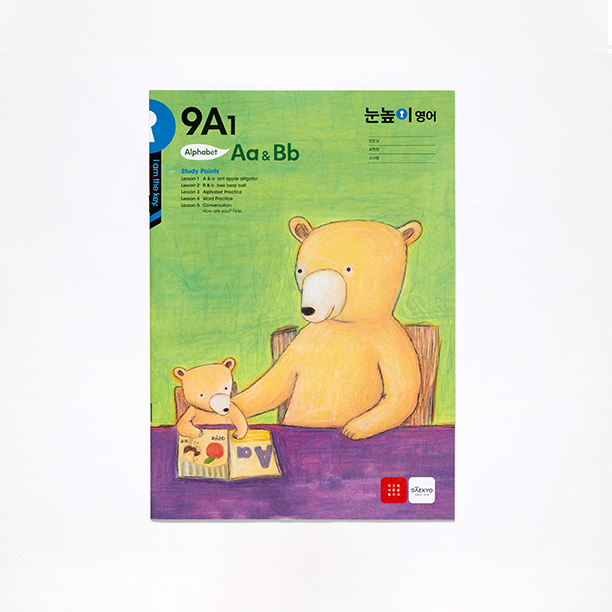 9A1
눈높이 영어
Alphabet
Aa & Bb
Study Points
Lesson 1 A & a ant apple alligator
Lesson 2 B & b bee bear ball
Lesson 3 Alphabet Practice
Lesson 4 Word Practice
Lesson 5 Conversation
How are you? Fine.
I am the key
Aa
DAEKYO